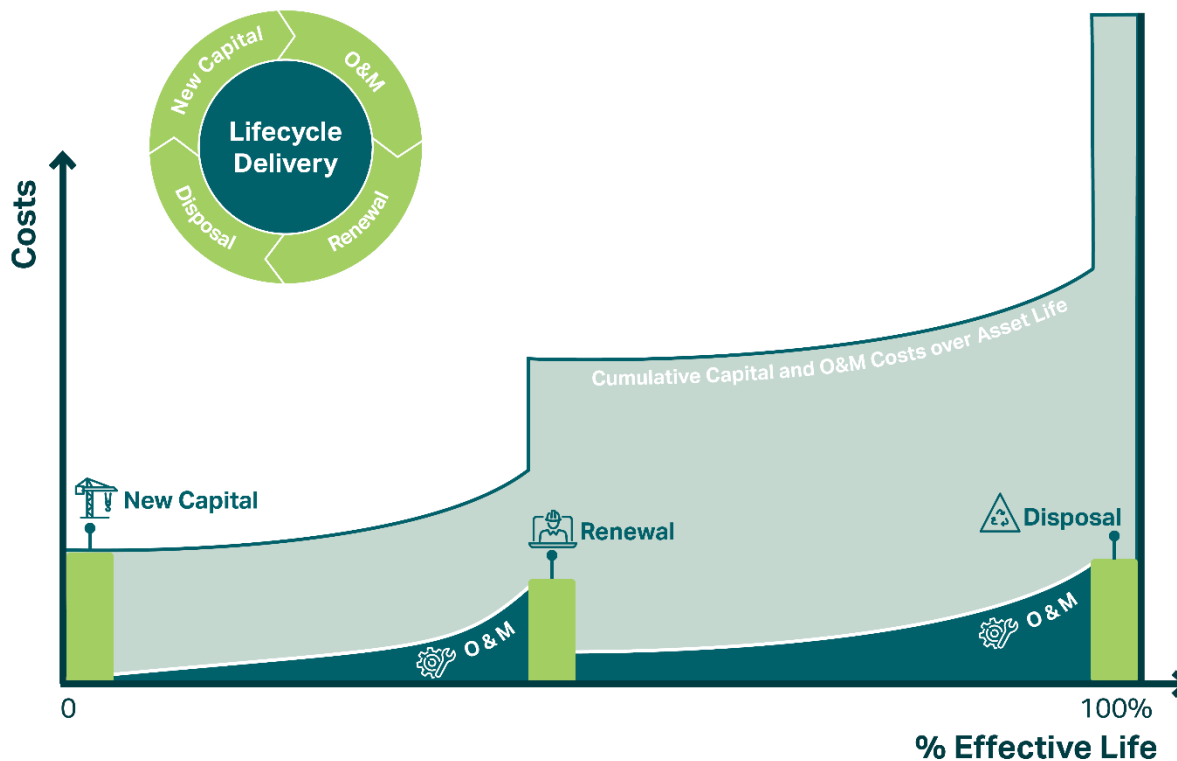 New Capital
O&M
Lifecycle
Delivery
Disposal
Renewal
Costs
Cumulative Capital and O&M Costs over Asset Life
New Capital
Renewal
Disposal
O & M
O & M
0
100%
% Effective Life